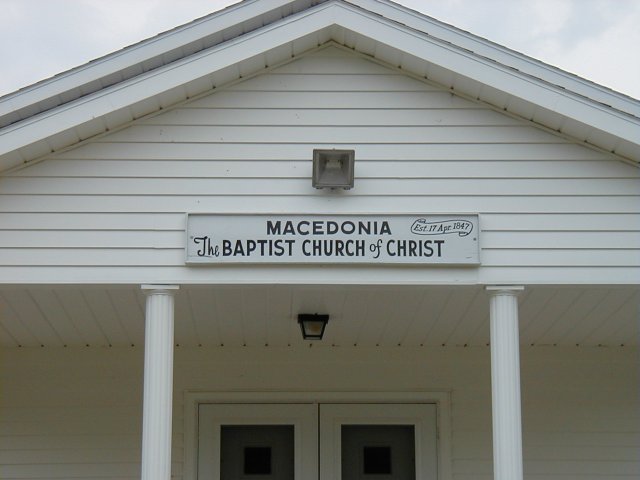 MACEDONIA
Est. 17 Apr. 1847
"The BAPTIST CHURCH of CHRIST"